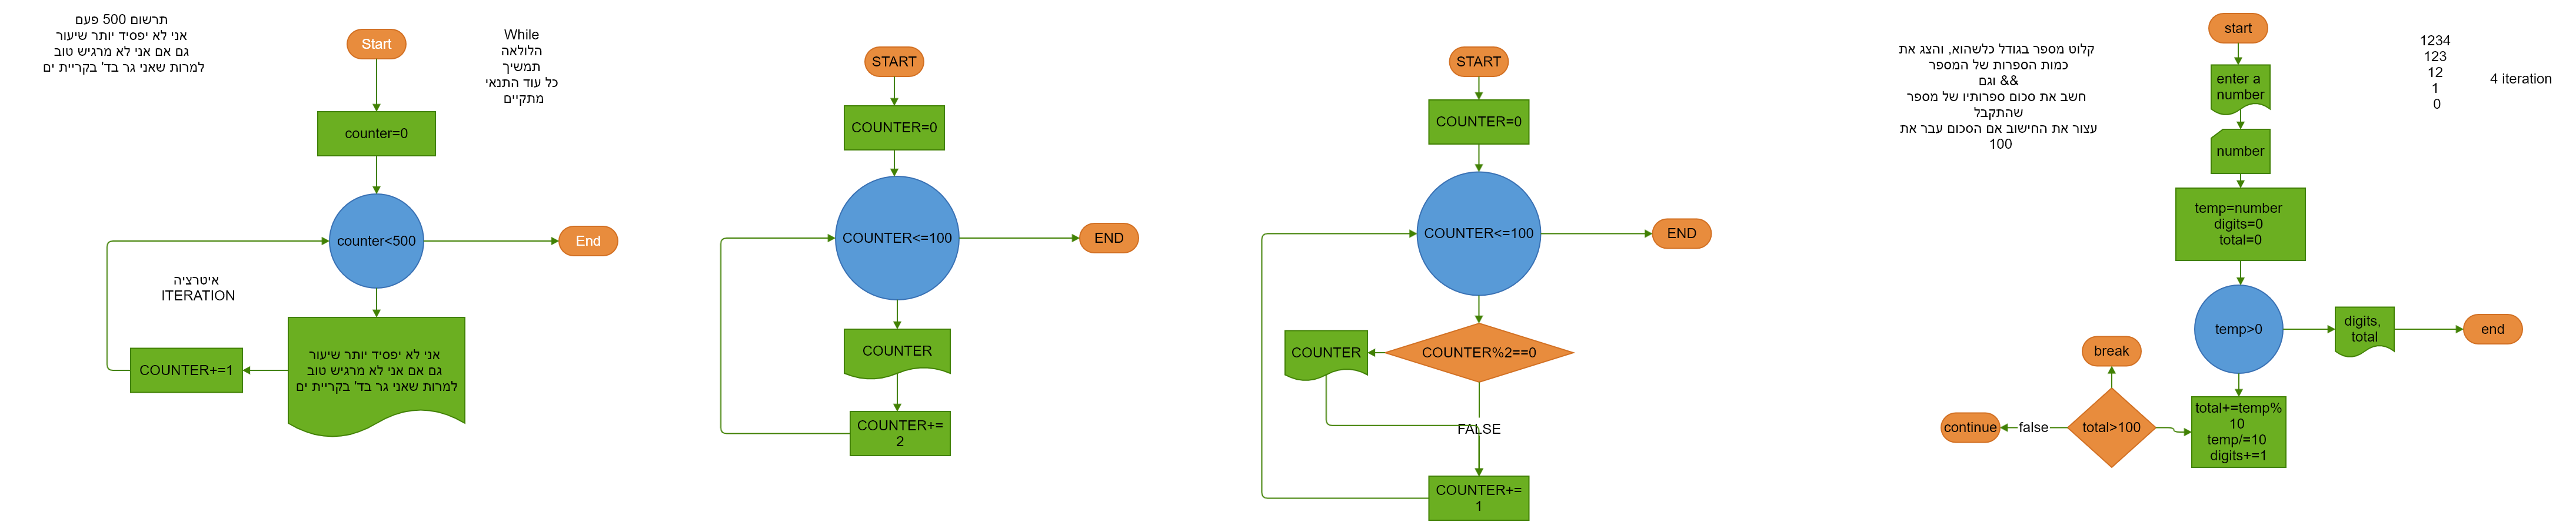 תרשום 500 פעם
אני לא יפסיד יותר שיעור
גם אם אני לא מרגיש טוב
למרות שאני גר בד' בקריית ים
Start
While
הלולאה
תמשיך
כל עוד התנאי
מתקיים
counter=0
counter<500
End
איטרציה
ITERATION
אני לא יפסיד יותר שיעור
גם אם אני לא מרגיש טוב
למרות שאני גר בד' בקריית ים
COUNTER+=1
START
COUNTER=0
COUNTER<=100
END
COUNTER
COUNTER+=
2
START
COUNTER=0
COUNTER<=100
END
COUNTER%2==0
COUNTER
FALSE
COUNTER+=
1
קלוט מספר בגודל כלשהוא, והצג את
כמות הספרות של המספר
וגם &&
חשב את סכום ספרותיו של מספר
שהתקבל
עצור את החישוב אם הסכום עבר את
100
start
enter a
number
number
temp=number
digits=0
total=0
temp>0
digits,
total
end
break
continue
false
total>100
total+=temp%
10
temp/=10
digits+=1
1234
123
12
1
0
4 iteration